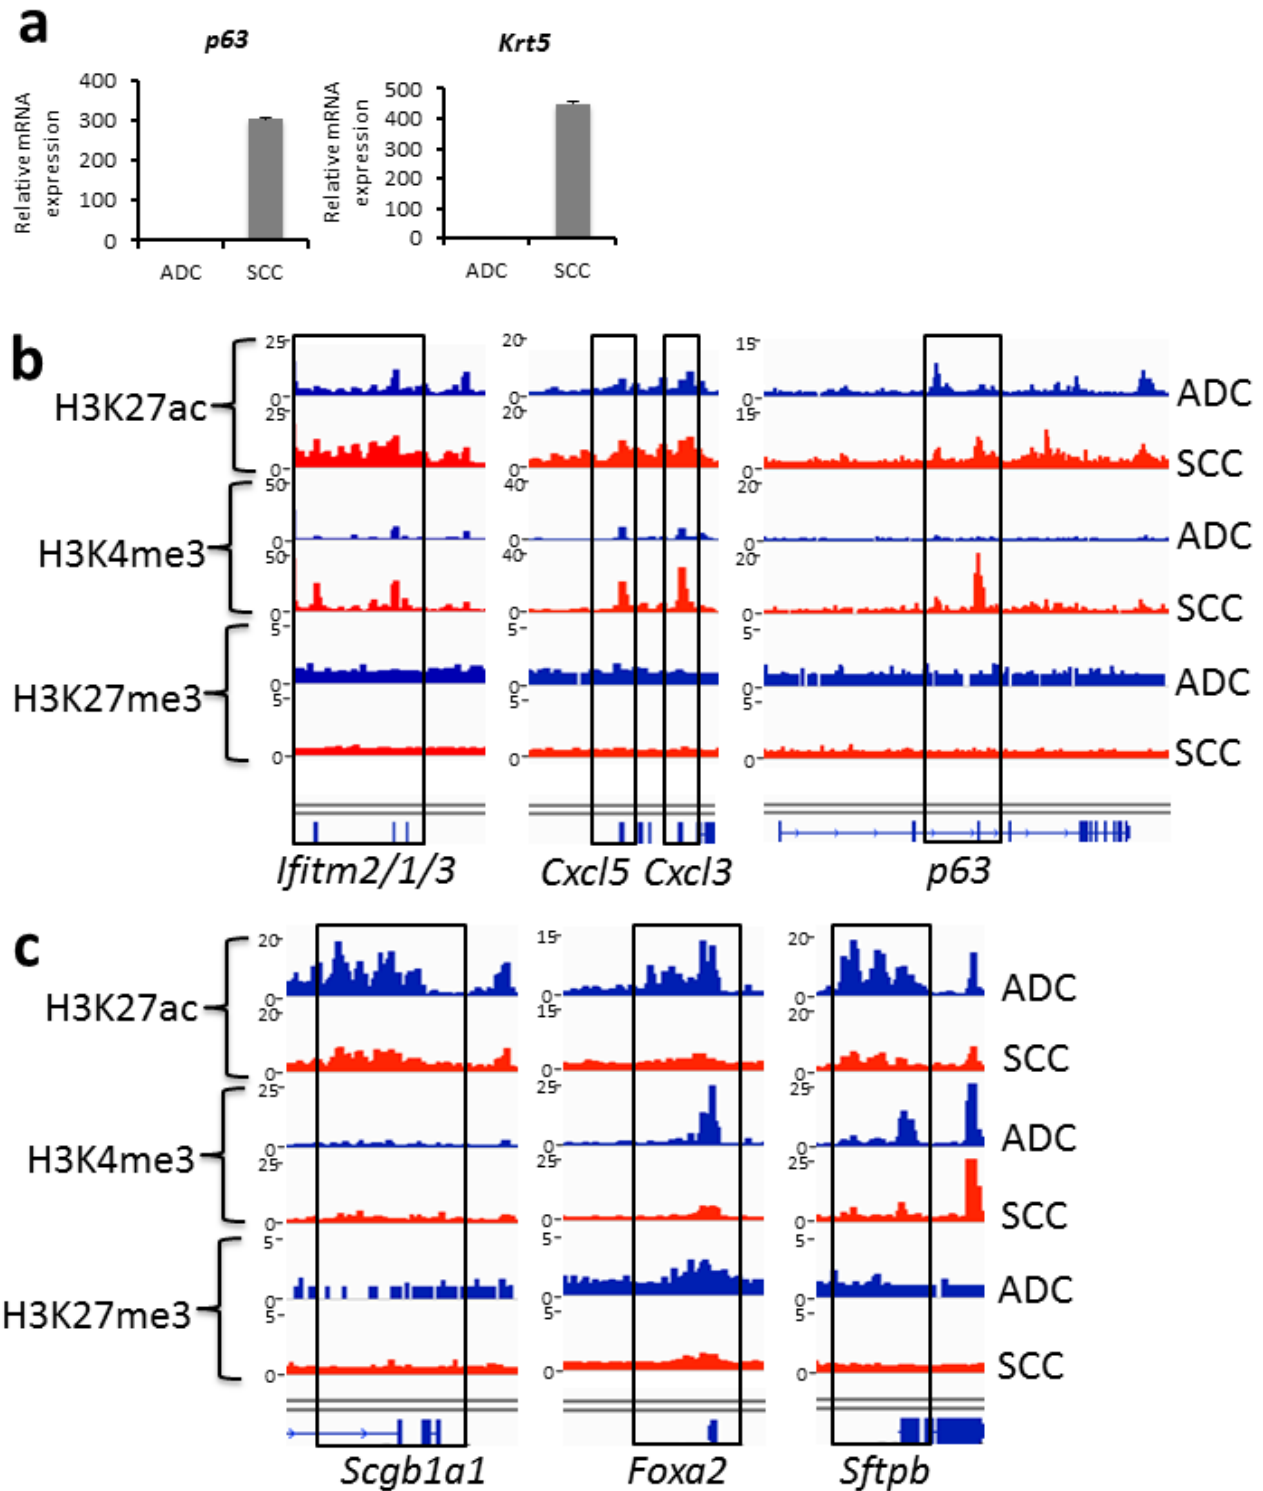 a
p63
Krt5
Relative mRNA
expression
400
300
200
100
0
ADC
SCC
Relative mRNA
expression
500
400
300
200
100
0
ADC
SCC
b
H3K27ac
H3K4me3
H3K27me3
25
0
25
0
50
0
50
0
5
0
5
0
20
0
20
0
40
0
40
0
5
0
5
0
15
0
15
0
20
0
20
0
5
0
5
0
ADC
SCC
ADC
SCC
ADC
SCC
Ifitm2/1/3
Cxcl5
Cxcl3
p63
c
H3K27ac
H3K4me3
H3K27me3
20
0
20
0
25
0
25
0
5
0
5
0
15
0
15
0
25
0
25
0
5
0
5
0
20
0
20
0
25
0
25
0
5
0
5
0
ADC
SCC
ADC
SCC
ADC
SCC
Scgb1a1
Foxa2
Sftpb